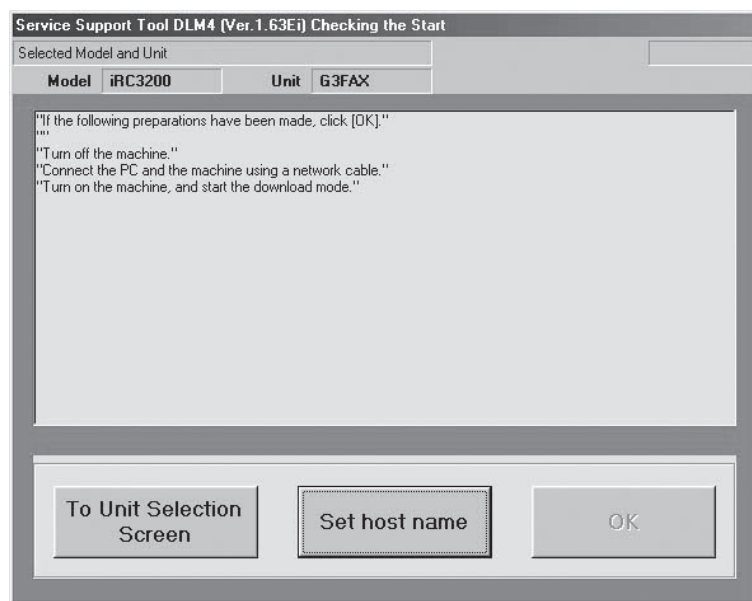 Service Support Tool DLM4 (Ver.1.63Ei) Checking the Start
Selected Model and Unit
Model iRC3200 Unit G3FAX
"If the following preparations have been made, click [OK]."
""
"Turn off the machine."
"Connect the PC and the machine using a network cable."
"Turn on the machine, and start the download mode."
To Unit Selection
Screen
Set host name
OK